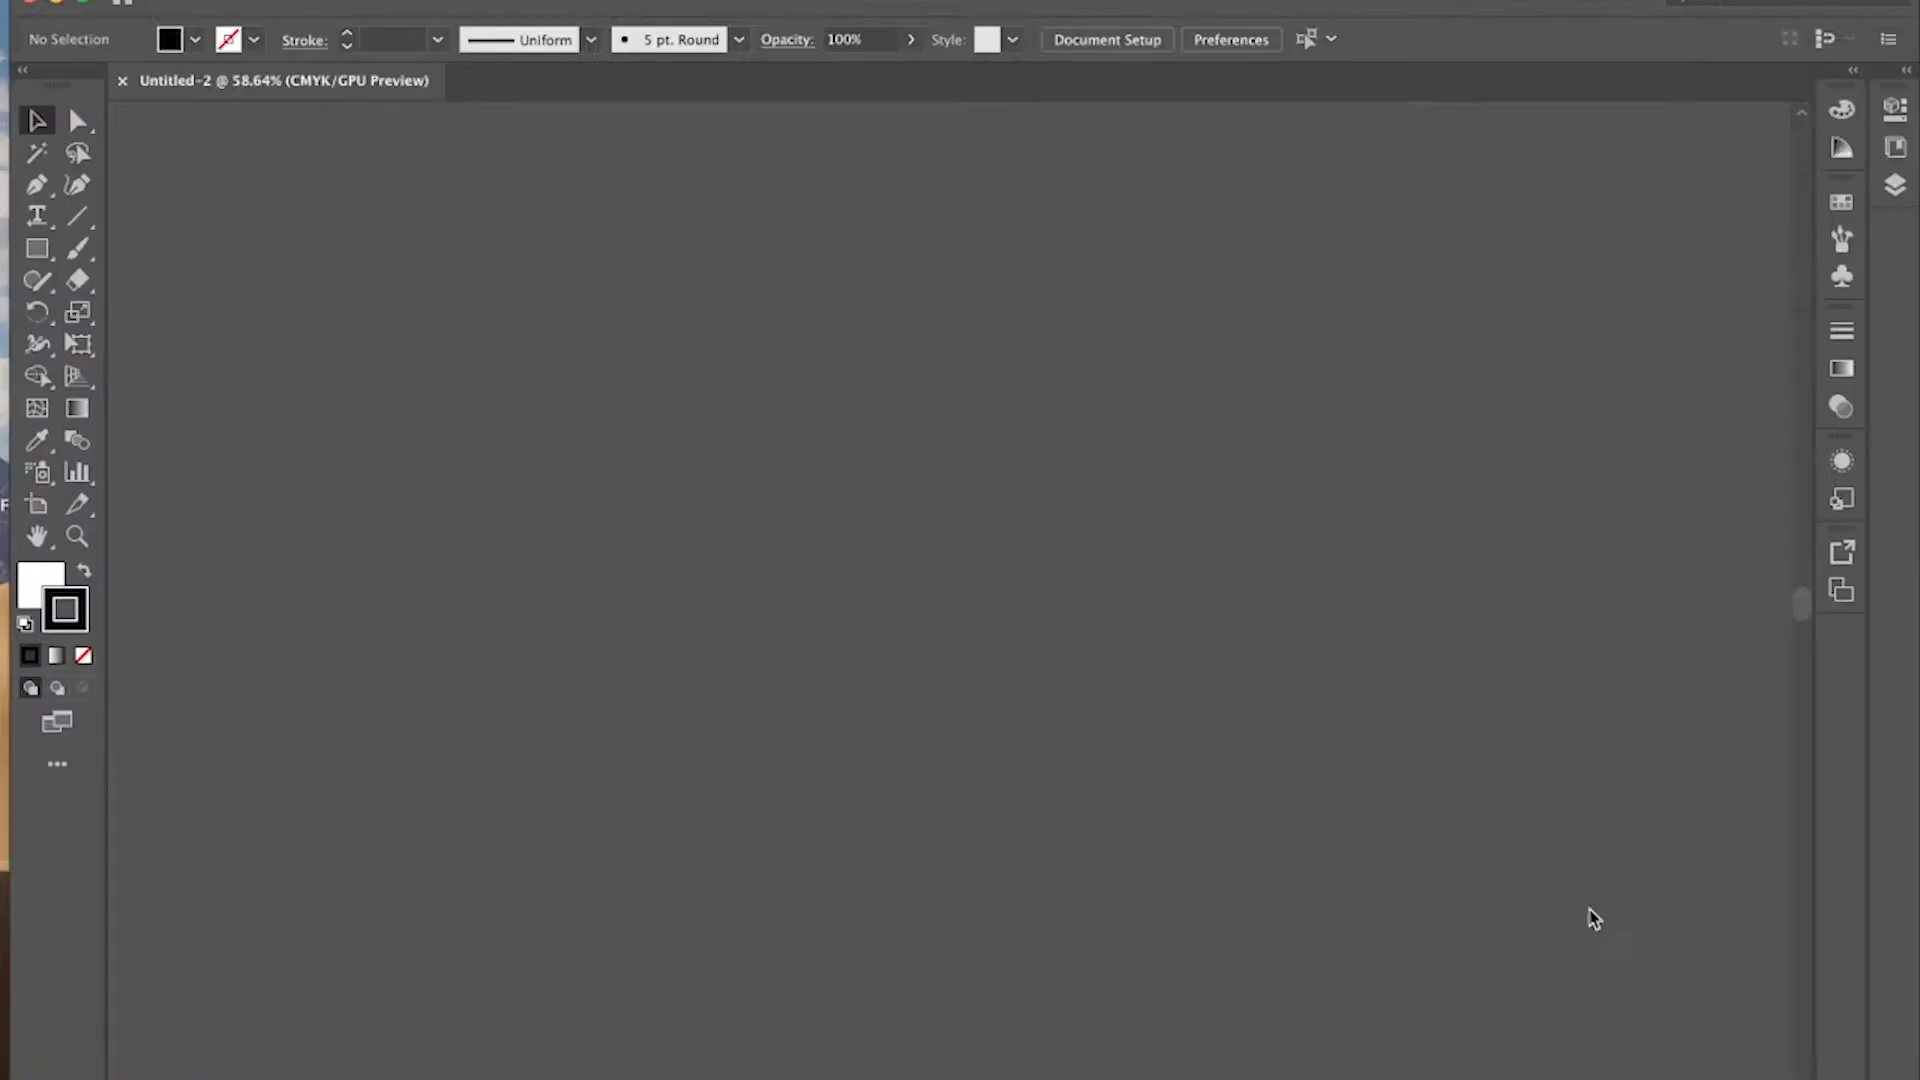 No Selection Stroke: Uniform 5 pt. Round Opacity: 100% Style: Document Setup Preferences
Untitled-2 @ 58.64% (CMYK/GPU Preview)
F